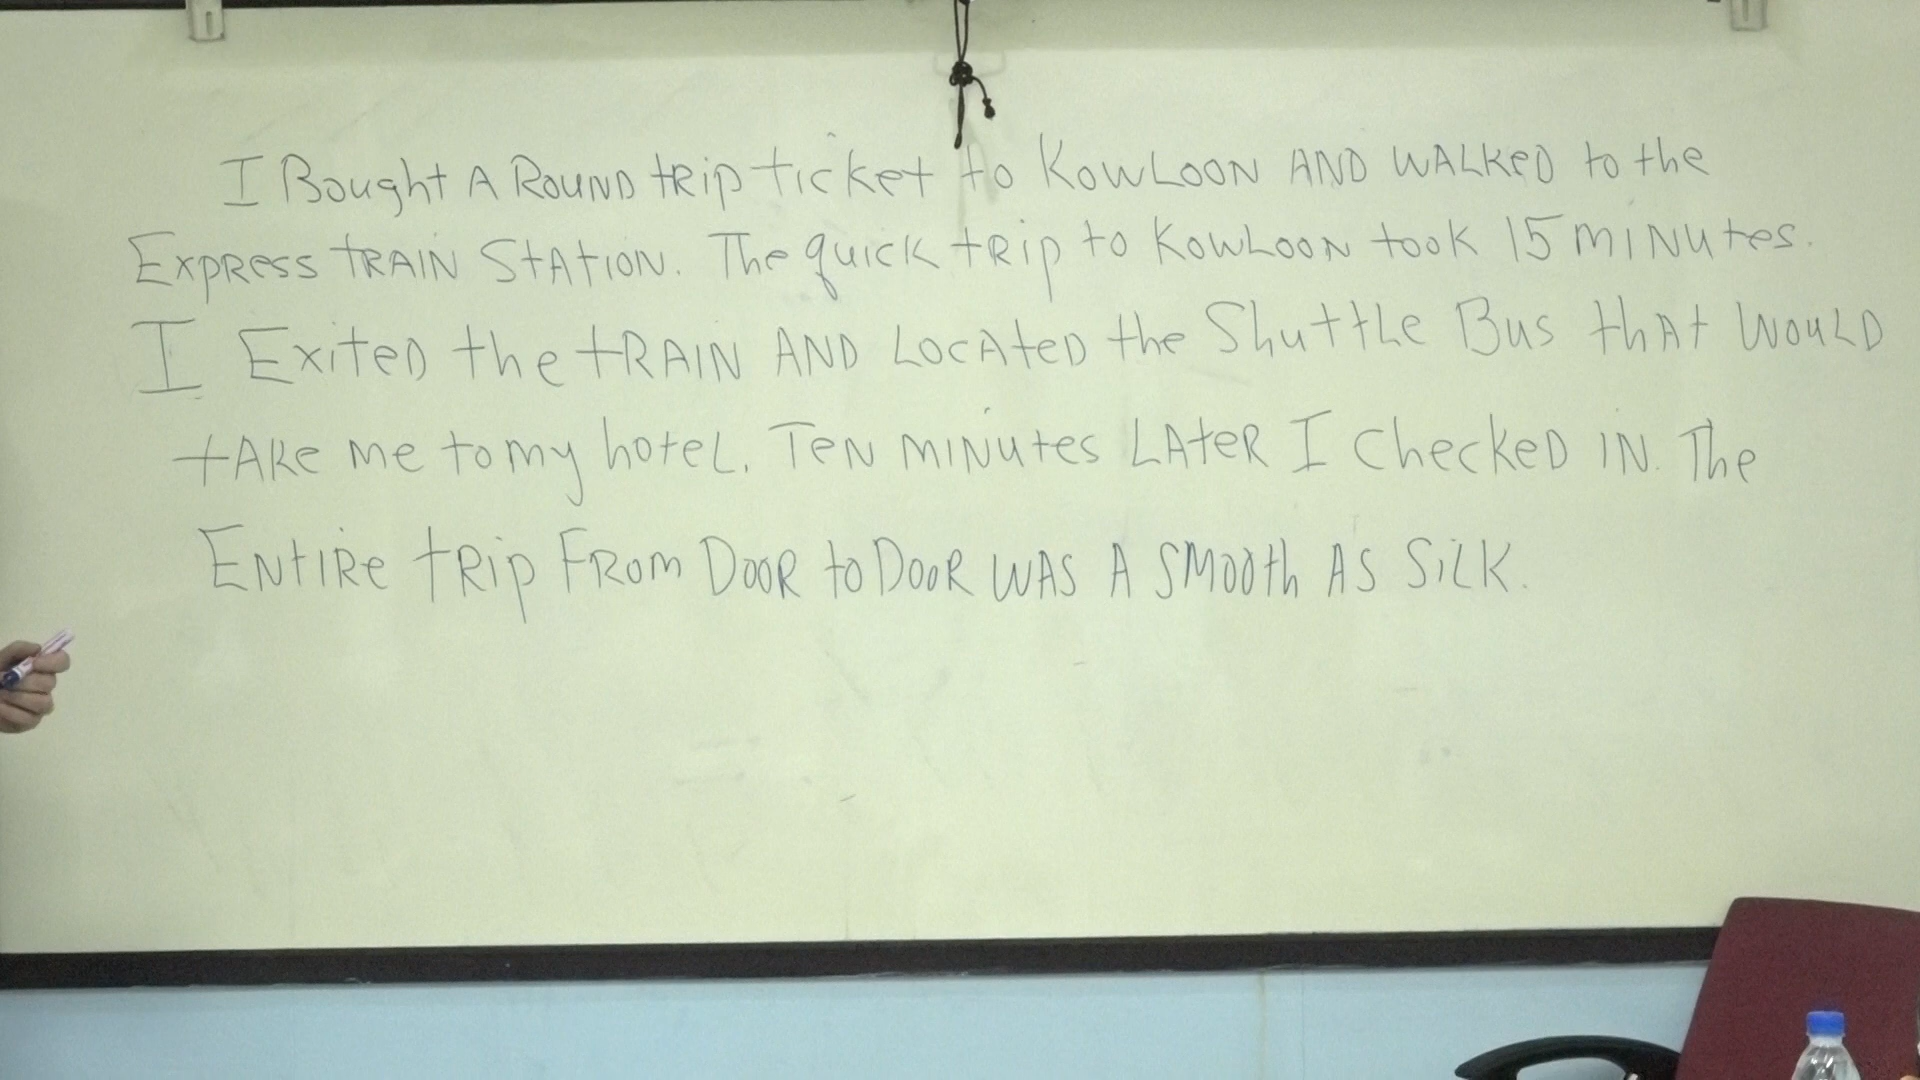 I Bought A ROUND tRip ticket to KOWLOON AND WALKED to the
ExpRess tRAIN StAtION. The quick tRip to KOWLOON took 15 MINUtes.
I Exited the tRAIN AND LOCAted the ShuttLe Bus thAt WOULD
tAke me to my hoteL. TeN MINUtes LAteR I CheckeD IN. The
ENtIRe tRip FRom DooR to DooR WAS A SMOOth AS SiLK.